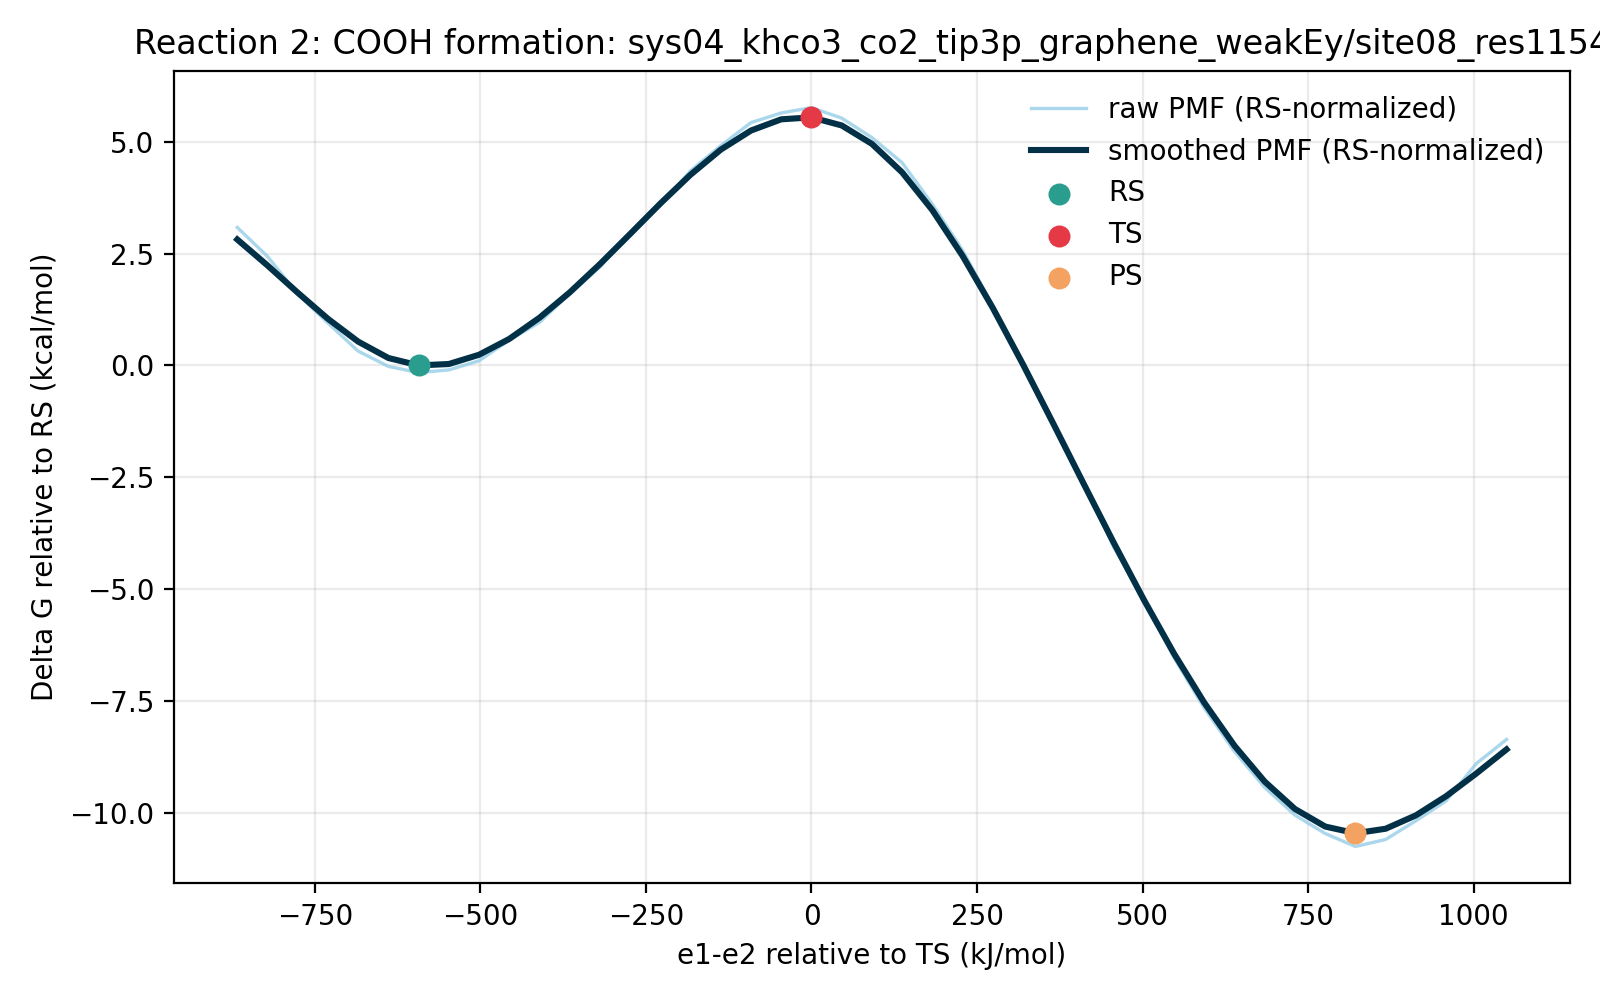 Reaction 2: COOH formation: sys04_khco3_co2_tip3p_graphene_weakEy/site08_res1154
raw PMF (RS-normalized)
smoothed PMF (RS-normalized)
RS
TS
PS
Delta G relative to RS (kcal/mol)
5.0
2.5
0.0
−2.5
−5.0
−7.5
−10.0
−750
−500
−250
0
250
500
750
1000
e1-e2 relative to TS (kJ/mol)